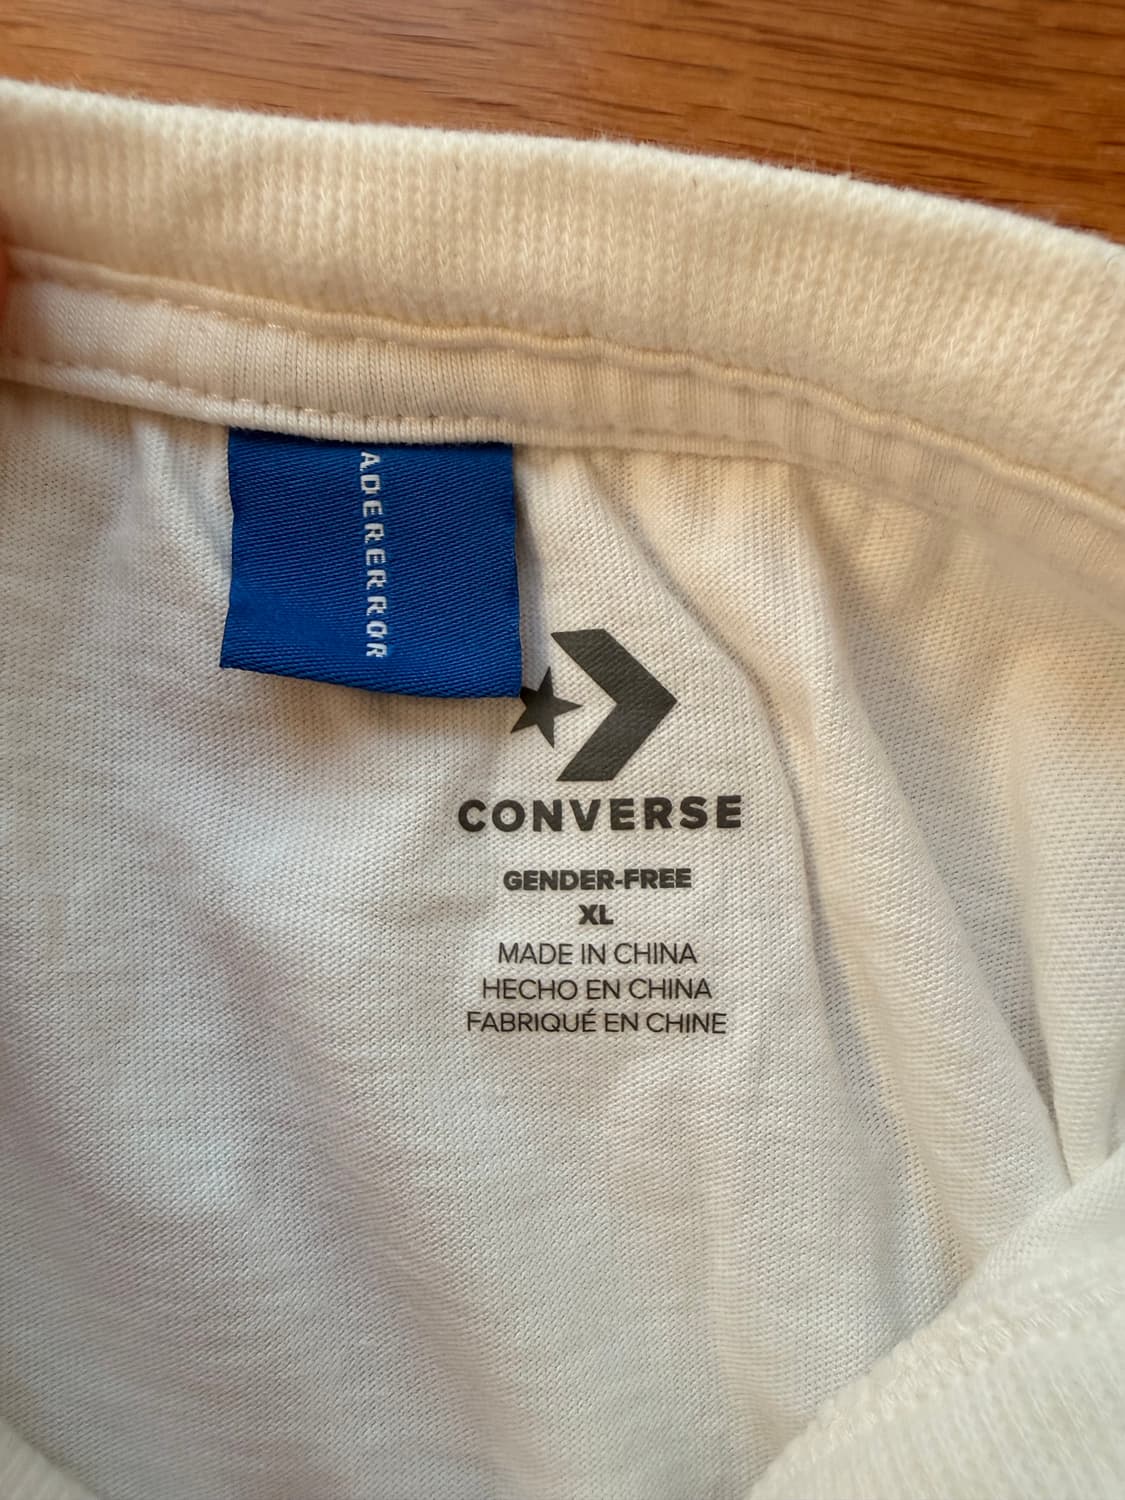 ADERERROR
CONVERSE
GENDER-FREE
XL
MADE IN CHINA
HECHO EN CHINA
FABRIQUÉ EN CHINE